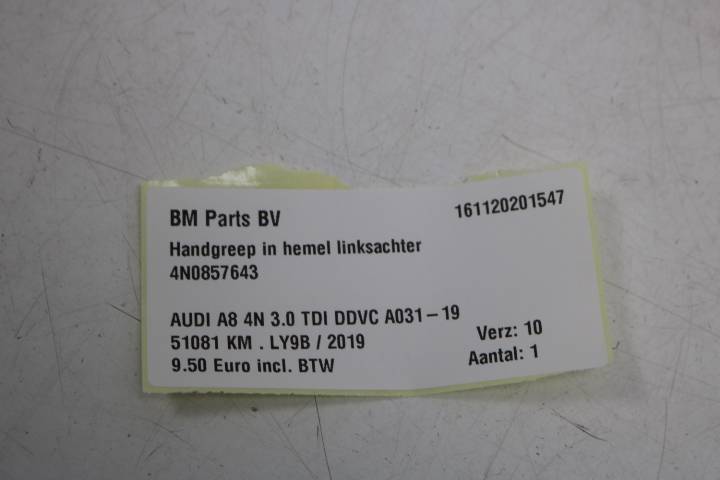 BM Parts BV 161120201547
Handgreep in hemel linksachter
4N0857643
AUDI A8 4N 3.0 TDI DDVC A031-19
51081 KM . LY9B / 2019 Verz: 10
9.50 Euro incl. BTW Aantal: 1